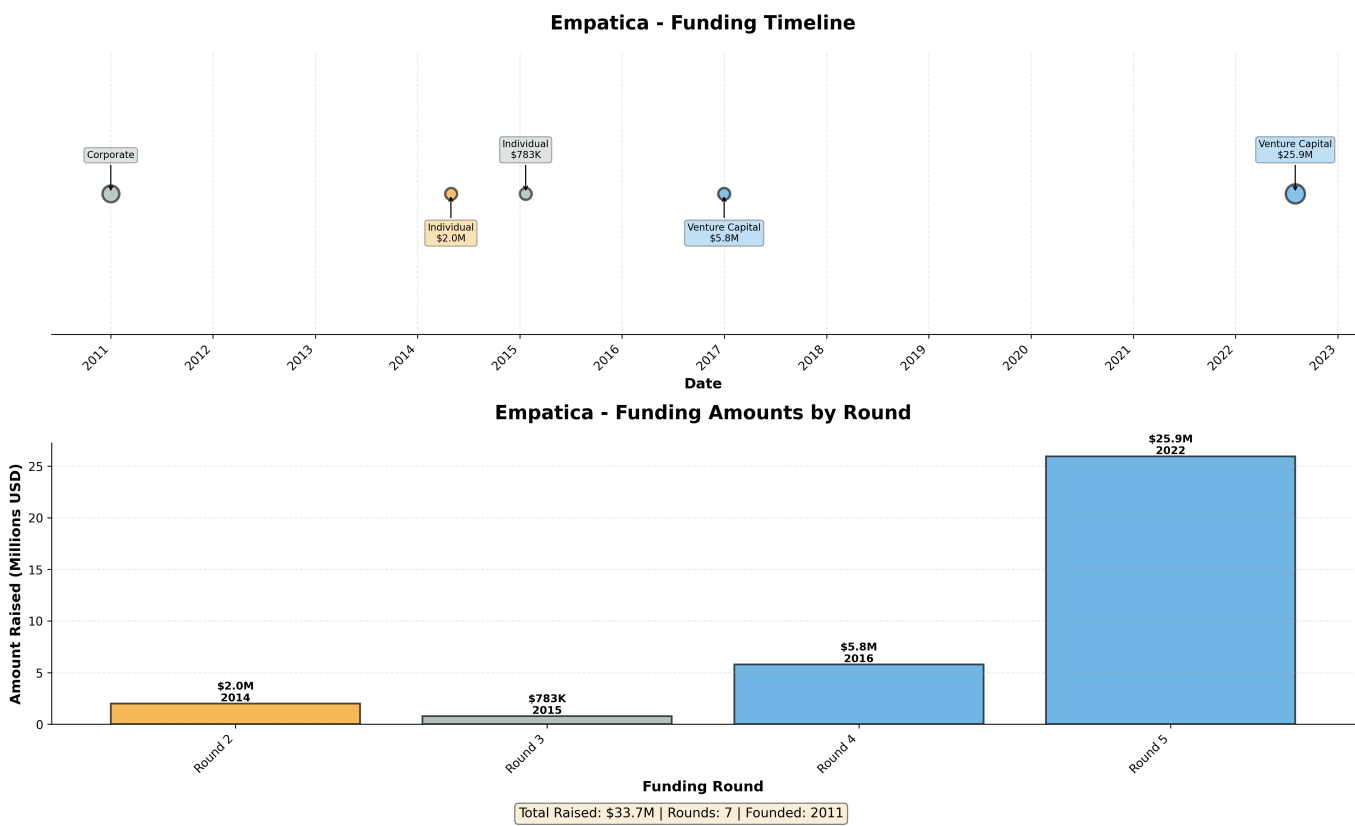 Empatica - Funding Timeline
Corporate
Individual
$783K
Venture Capital
$25.9M
Individual
$2.0M
Venture Capital
$5.8M
2011
2012
2013
2014
2015
2016
2017
2018
2019
2020
2021
2022
2023
Date
Empatica - Funding Amounts by Round
Amount Raised (Millions USD)
25
20
15
10
5
0
$2.0M
2014
$783K
2015
$5.8M
2016
$25.9M
2022
Round 2
Round 3
Round 4
Round 5
Funding Round
Total Raised: $33.7M | Rounds: 7 | Founded: 2011